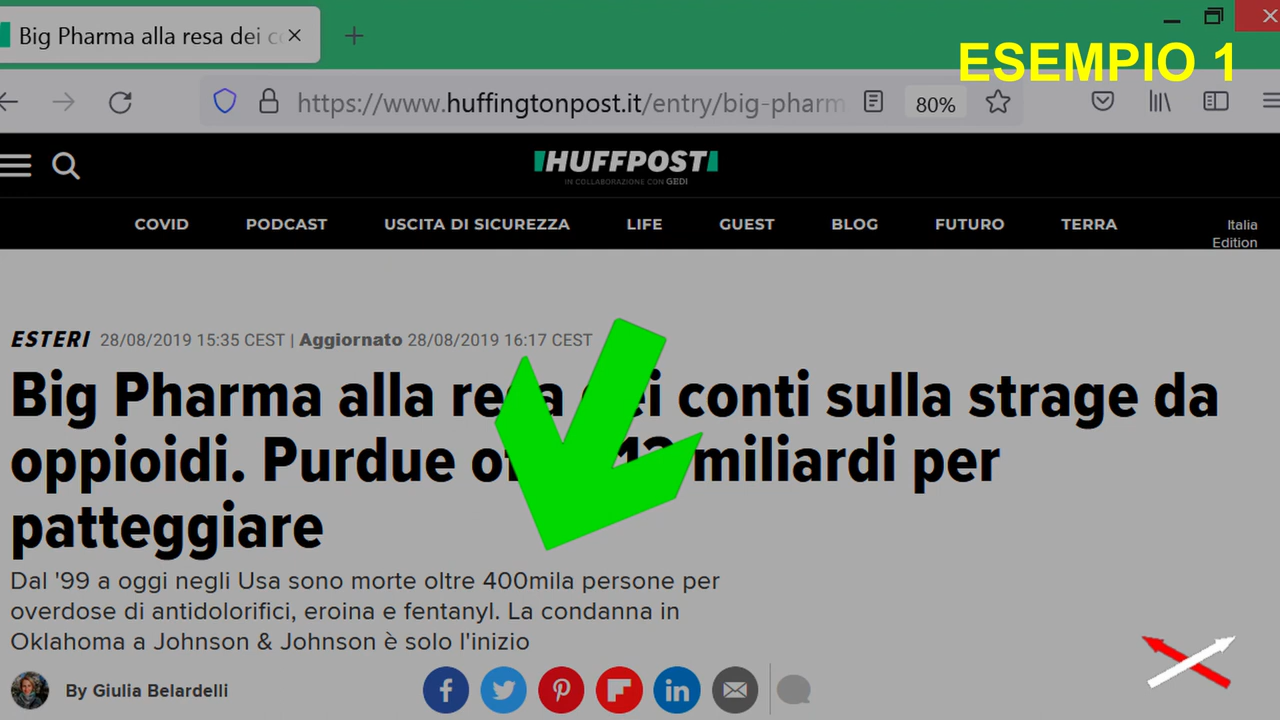 Big Pharma alla resa dei c
ESEMPIO 1
https://www.huffingtonpost.it/entry/big-pharm
80%
HUFFPOST
IN COLLABORAZIONE CON GEDI
COVID PODCAST USCITA DI SICUREZZA LIFE GUEST BLOG FUTURO TERRA
Italia
Edition
ESTERI 28/08/2019 15:35 CEST | Aggiornato 28/08/2019 16:17 CEST
Big Pharma alla resa dei conti sulla strage da
oppioidi. Purdue miliardi per
patteggiare
Dal '99 a oggi negli Usa sono morte oltre 400mila persone per
overdose di antidolorifici, eroina e fentanyl. La condanna in
Oklahoma a Johnson & Johnson è solo l'inizio
By Giulia Belardelli